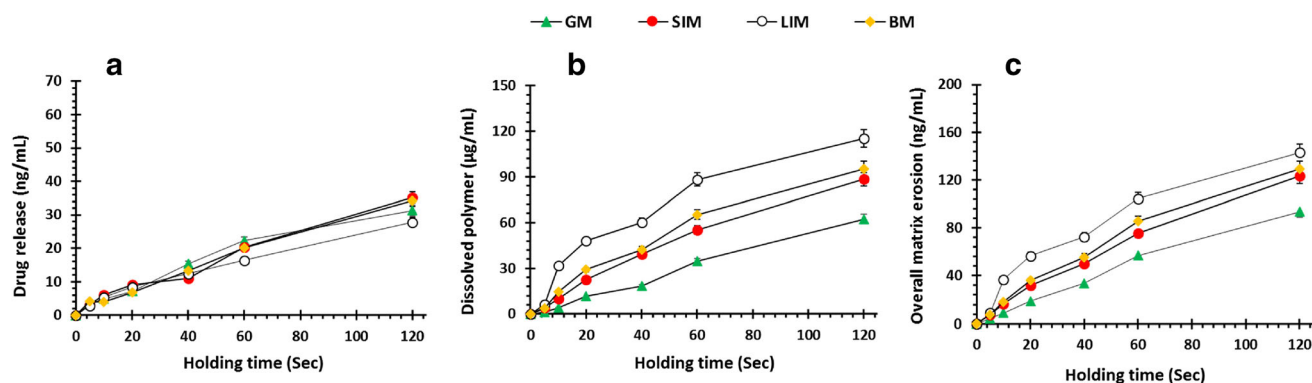 GM SIM LIM BM
a
Drug release (ng/mL)
70
60
50
40
30
20
10
0
0 20 40 60 80 100 120
Holding time (Sec)
b
Dissolved polymer (µg/mL)
150
120
90
60
30
0
0 20 40 60 80 100 120
Holding time (Sec)
c
Overall matrix erosion (ng/mL)
200
160
120
80
40
0
0 20 40 60 80 100 120
Holding time (Sec)